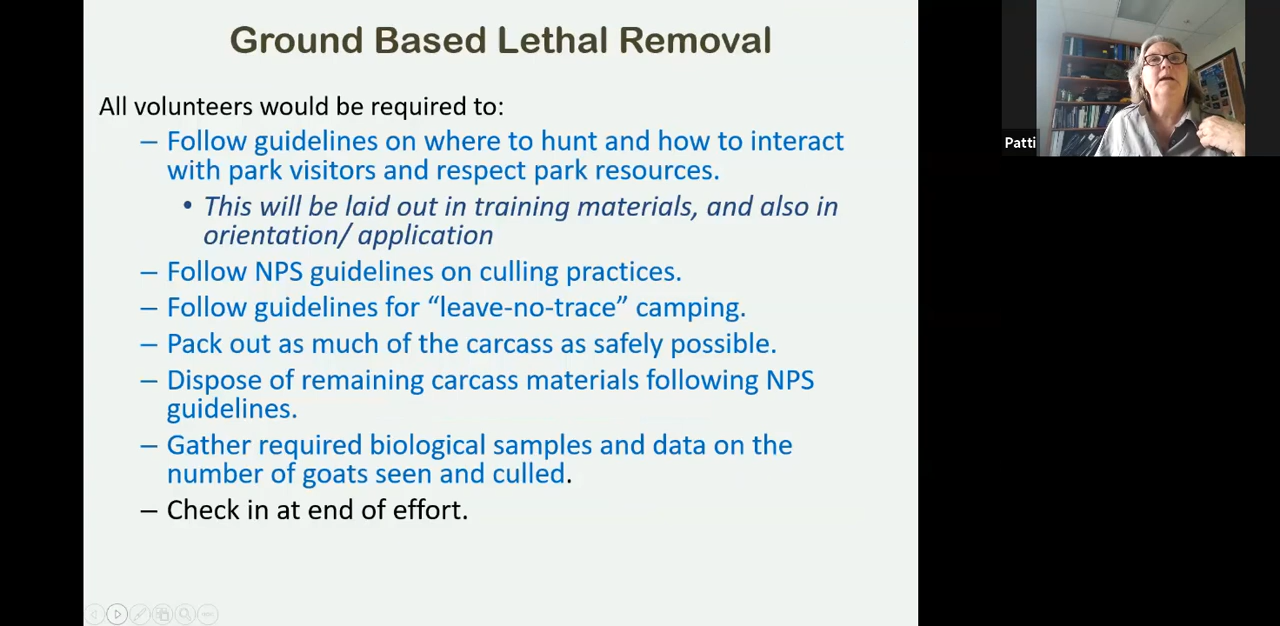 Ground Based Lethal Removal
All volunteers would be required to:
– Follow guidelines on where to hunt and how to interact
with park visitors and respect park resources.
• This will be laid out in training materials, and also in
orientation/ application
– Follow NPS guidelines on culling practices.
– Follow guidelines for “leave-no-trace” camping.
– Pack out as much of the carcass as safely possible.
– Dispose of remaining carcass materials following NPS
guidelines.
– Gather required biological samples and data on the
number of goats seen and culled.
– Check in at end of effort.
Patti